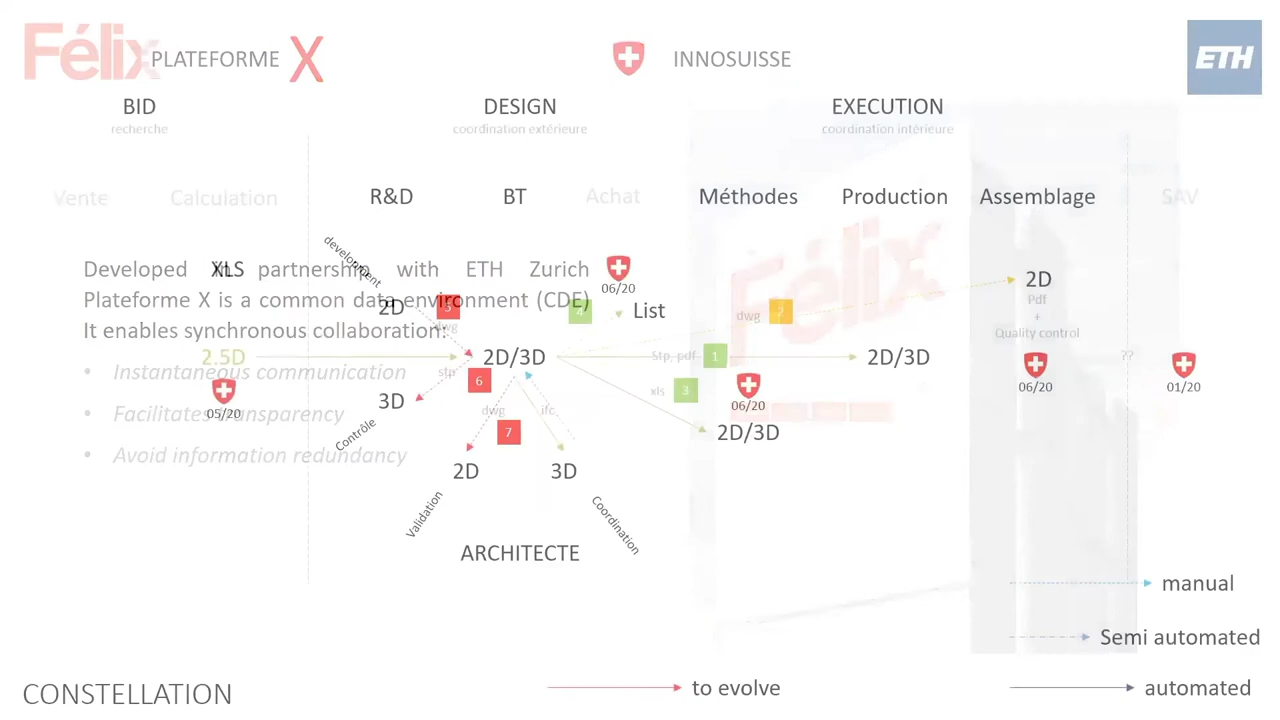 Félix PLATEFORME X
INNOSUISSE
ETH
BID
recherche
DESIGN
coordination extérieure
EXECUTION
coordination intérieure
Vente
Calculation
R&D
BT
Achat
Méthodes
Production
Assemblage
SAV
development
Developed XLS in partnership with ETH Zurich
Plateforme X is a common data environment (CDE)
It enables synchronous collaboration:
• Instantaneous communication
• Facilitates transparency
• Avoid information redundancy
Félix
06/20
2D
5
dwg
4
List
dwg
2
2D
Pdf
+
Quality control
2.5D
2D/3D
Stp, pdf
1
2D/3D
??
05/20
stp
6
xls
3
06/20
06/20
01/20
3D
Contrôle
dwg
ifc
7
2D/3D
2D
3D
Validation
Coordination
ARCHITECTE
manual
Semi automated
CONSTELLATION
to evolve
automated